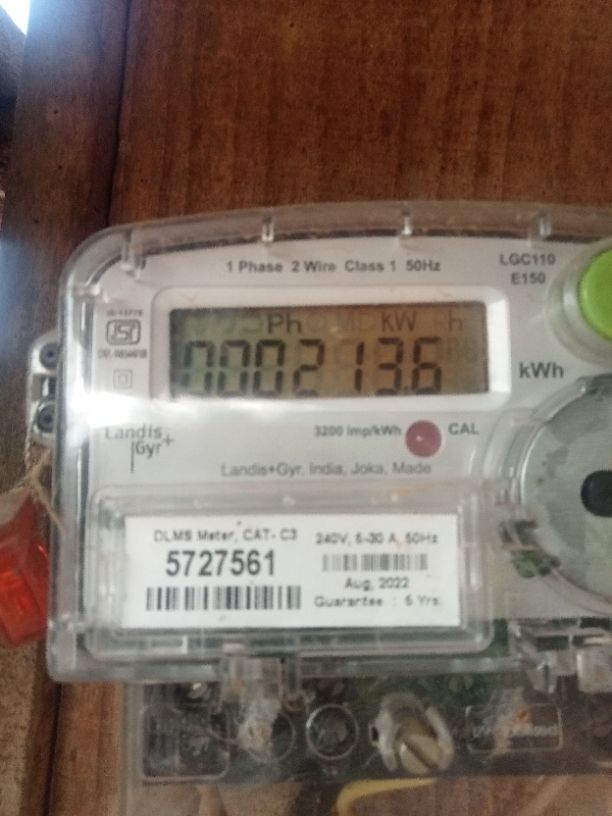 1 Phase 2 Wire Class 1 50Hz
LGC110
E150
Ph kW h
0002136
kWh
Landis
Gyr+
3200 imp/kWh
CAL
Landis+Gyr, India, Joka, Made
DLMS Meter, CAT- C3
240V, 5-30 A, 50Hz
5727561
Aug, 2022
Guarantee : 5 Yrs.